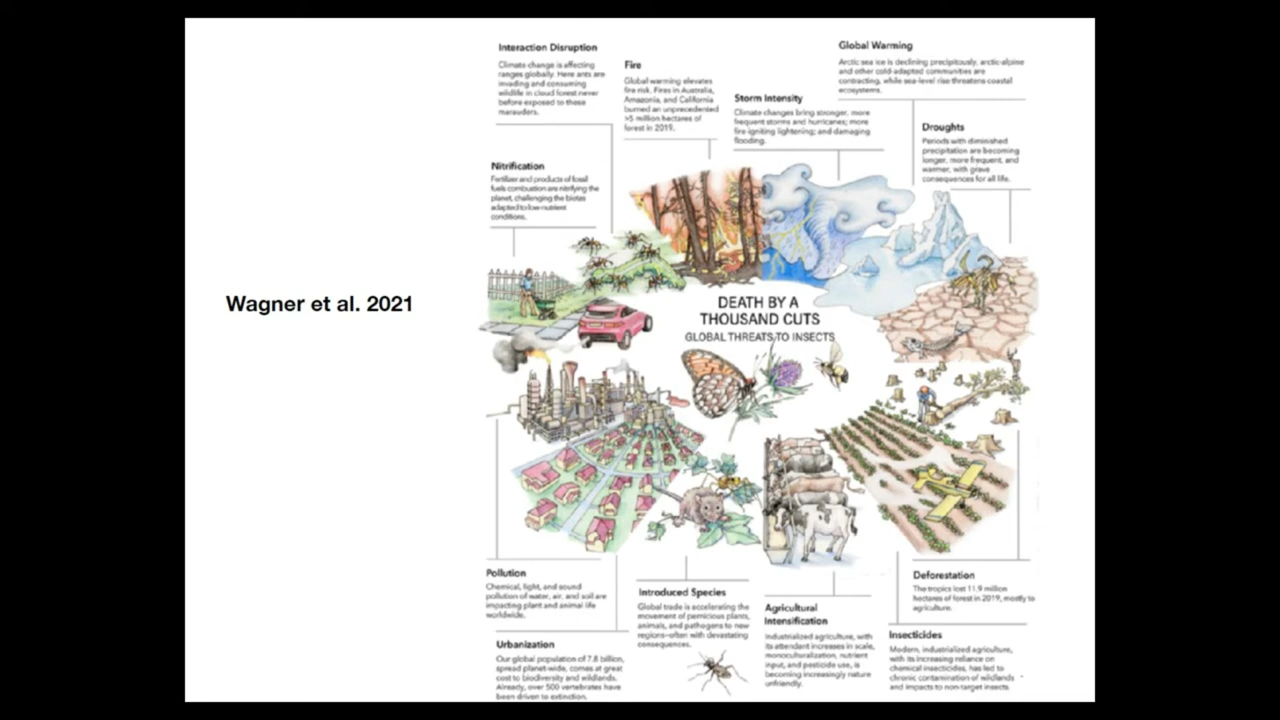 Interaction Disruption
Climate change is affecting
ranges globally. Here ants are
invading and consuming
wildlife in cloud forest never
before exposed to these
marauders.
Fire
Global warming elevates
fire risk. Fires in Australia,
Amazonia, and California
burned an unprecedented
>5 million hectares of
forest in 2019.
Storm Intensity
Climate changes bring stronger, more
frequent storms and hurricanes; more
fire-igniting lightening; and damaging
flooding.
Global Warming
Arctic sea ice is declining precipitously, arctic-alpine
and other cold-adapted communities are
contracting, while sea-level rise threatens coastal
ecosystems.
Droughts
Periods with diminished
precipitation are becoming
longer, more frequent, and
warmer, with grave
consequences for all life.
Nitrification
Fertilizer and products of fossil
fuels combustion are nitrifying the
planet, challenging the biotas
adapted to low-nutrient
conditions.
Wagner et al. 2021
DEATH BY A
THOUSAND CUTS
GLOBAL THREATS TO INSECTS
Pollution
Chemical, light, and sound
pollution of water, air, and soil are
impacting plant and animal life
worldwide.
Urbanization
Our global population of 7.8 billion,
spread planet-wide, comes at great
cost to biodiversity and wildlands.
Already, over 500 vertebrates have
been driven to extinction.
Introduced Species
Global trade is accelerating the
movement of pernicious plants,
animals, and pathogens to new
regions—often with devastating
consequences.
Agricultural
Intensification
Industrialized agriculture, with
its attendant increases in scale,
monoculturalization, nutrient
input, and pesticide use, is
becoming increasingly nature
unfriendly.
Deforestation
The tropics lost 11.9 million
hectares of forest in 2019, mostly to
agriculture.
Insecticides
Modern, industrialized agriculture,
with its increasing reliance on
chemical insecticides, has led to
chronic contamination of wildlands
and impacts to non-target insects.